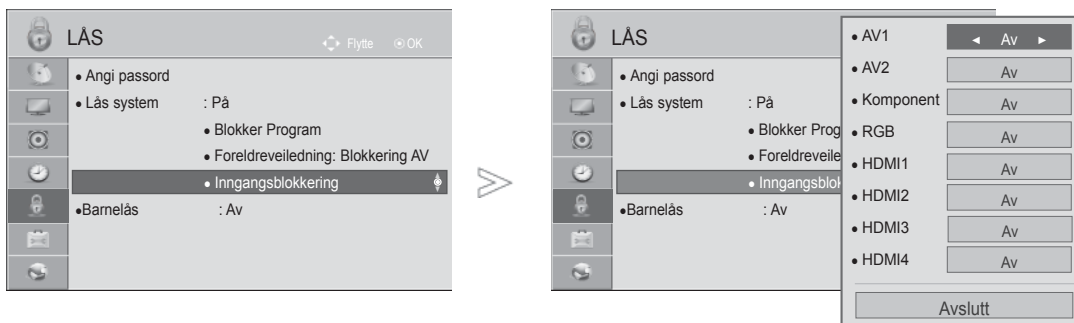 LÅS
Flytte OK
• Angi passord
• Lås system : På
• Blokker Program
• Foreldreveiledning: Blokkering AV
• Inngangsblokkering
•Barnelås : Av
LÅS
• Angi passord
• Lås system : På
• Blokker Prog
• Foreldreveile
• Inngangsblok
•Barnelås : Av
• AV1 ◄ Av ►
• AV2 Av
• Komponent Av
• RGB Av
• HDMI1 Av
• HDMI2 Av
• HDMI3 Av
• HDMI4 Av
Avslutt